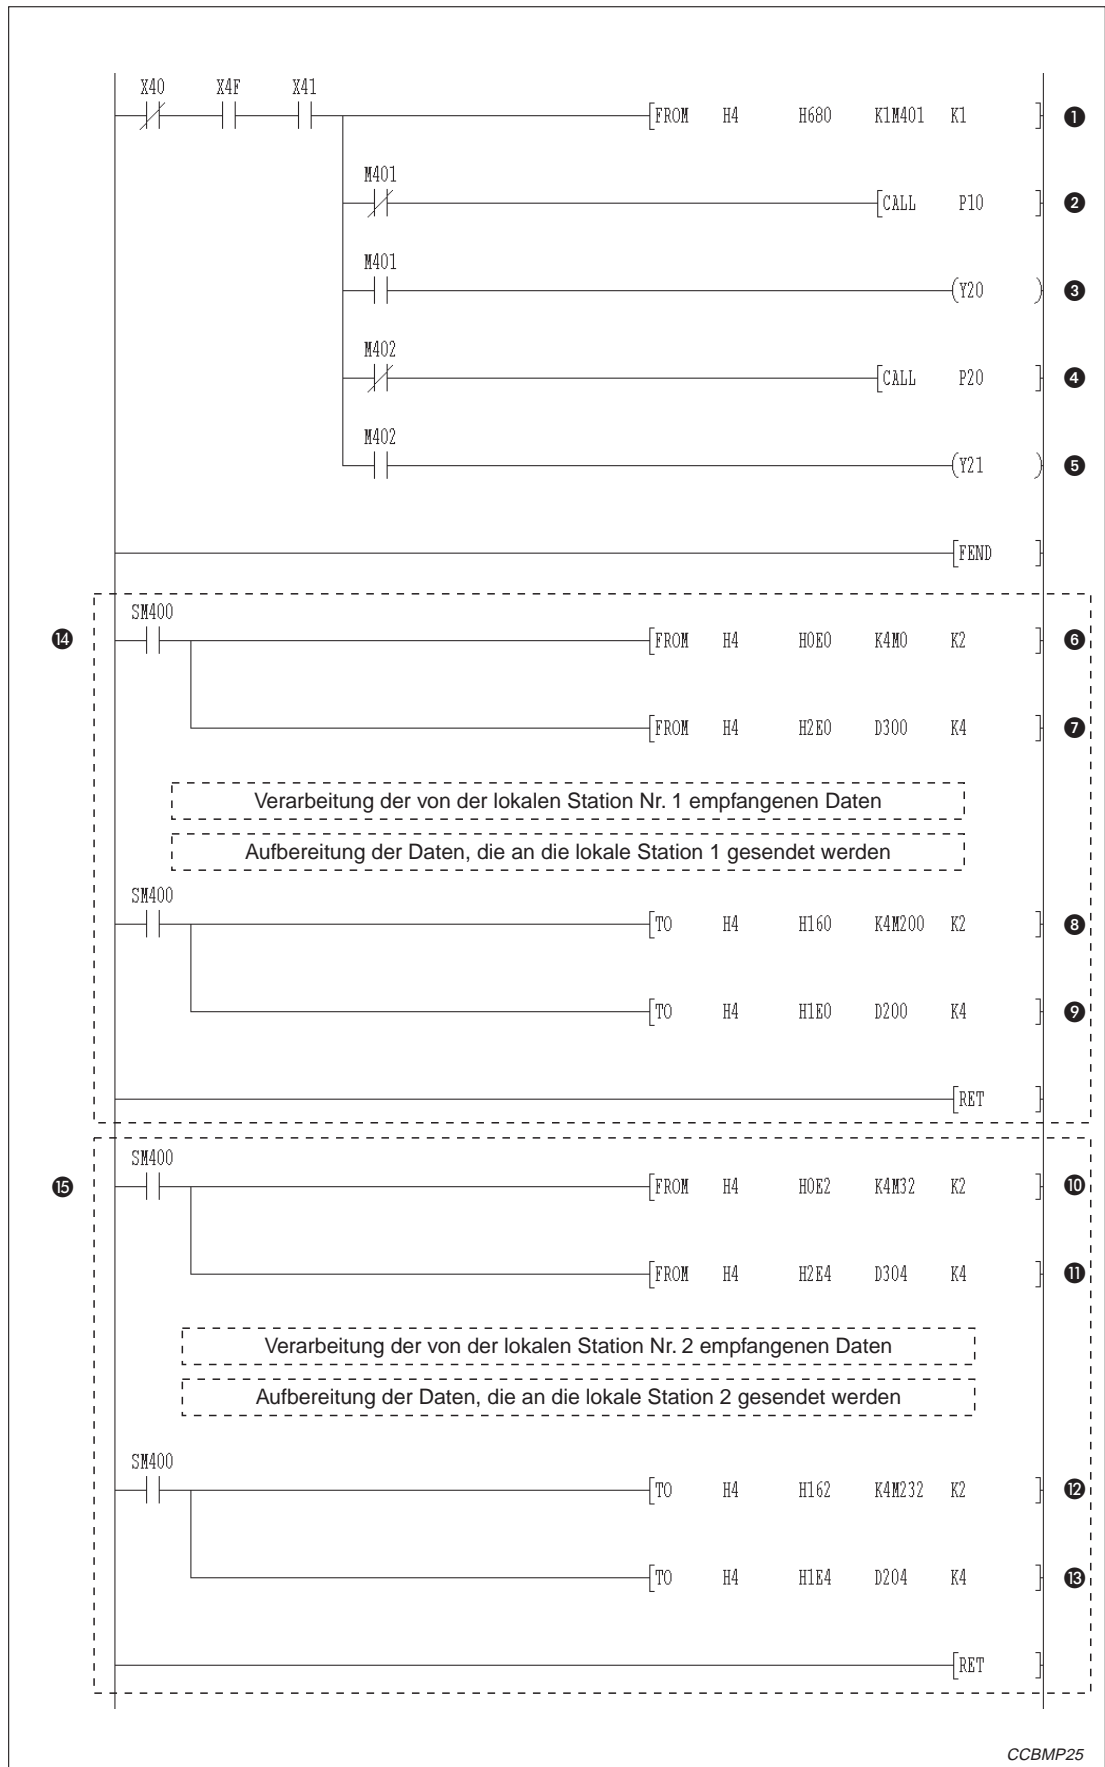 X40 X4F X41
[FROM H4 H680 K1M401 K1 ] ❶
M401
[CALL P10 ] ❷
M401
(Y20 ) ❸
M402
[CALL P20 ] ❹
M402
(Y21 ) ❺
[FEND ]
SM400
⓮ [FROM H4 H0E0 K4M0 K2 ] ❻
[FROM H4 H2E0 D300 K4 ] ❼
Verarbeitung der von der lokalen Station Nr. 1 empfangenen Daten
Aufbereitung der Daten, die an die lokale Station 1 gesendet werden
SM400
[TO H4 H160 K4M200 K2 ] ❽
[TO H4 H1E0 D200 K4 ] ❾
[RET ]
SM400
⓯ [FROM H4 H0E2 K4M32 K2 ] ❿
[FROM H4 H2E4 D304 K4 ] ⓫
Verarbeitung der von der lokalen Station Nr. 2 empfangenen Daten
Aufbereitung der Daten, die an die lokale Station 2 gesendet werden
SM400
[TO H4 H162 K4M232 K2 ] ⓬
[TO H4 H1E4 D204 K4 ] ⓭
[RET ]
CCBMP25